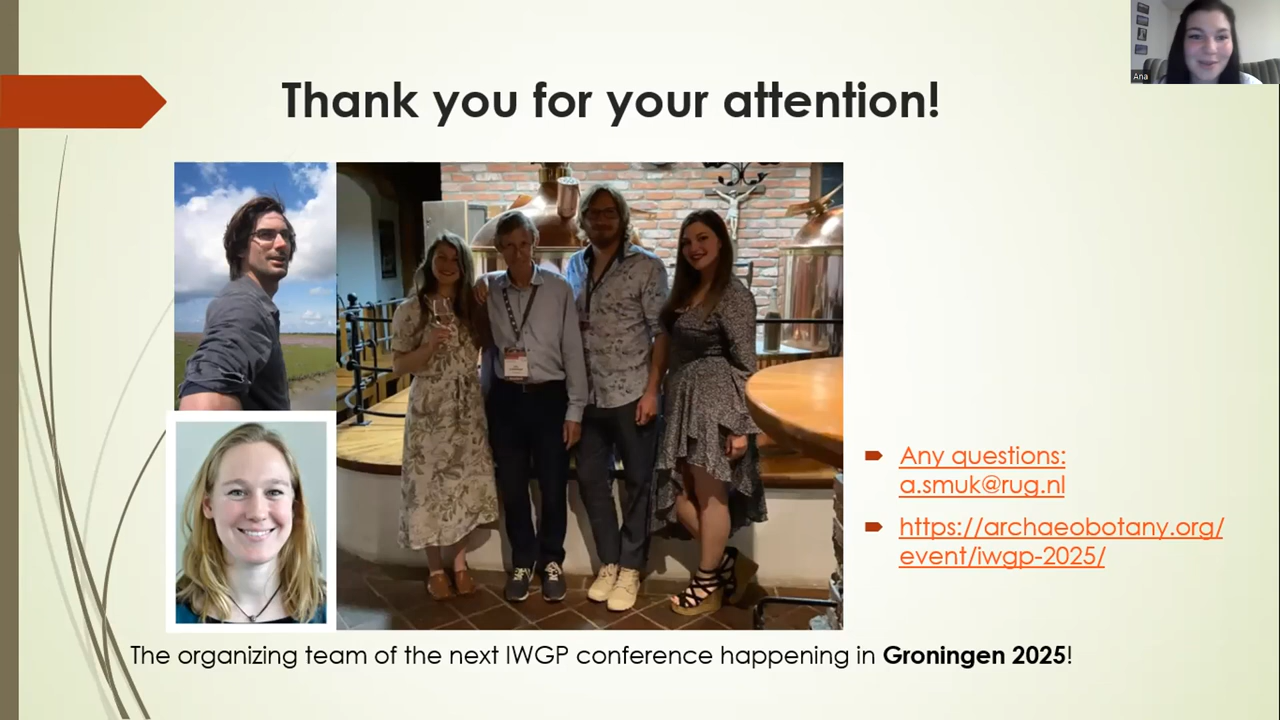 Ana
Thank you for your attention!
Any questions:
a.smuk@rug.nl
https://archaeobotany.org/
event/iwgp-2025/
The organizing team of the next IWGP conference happening in Groningen 2025!